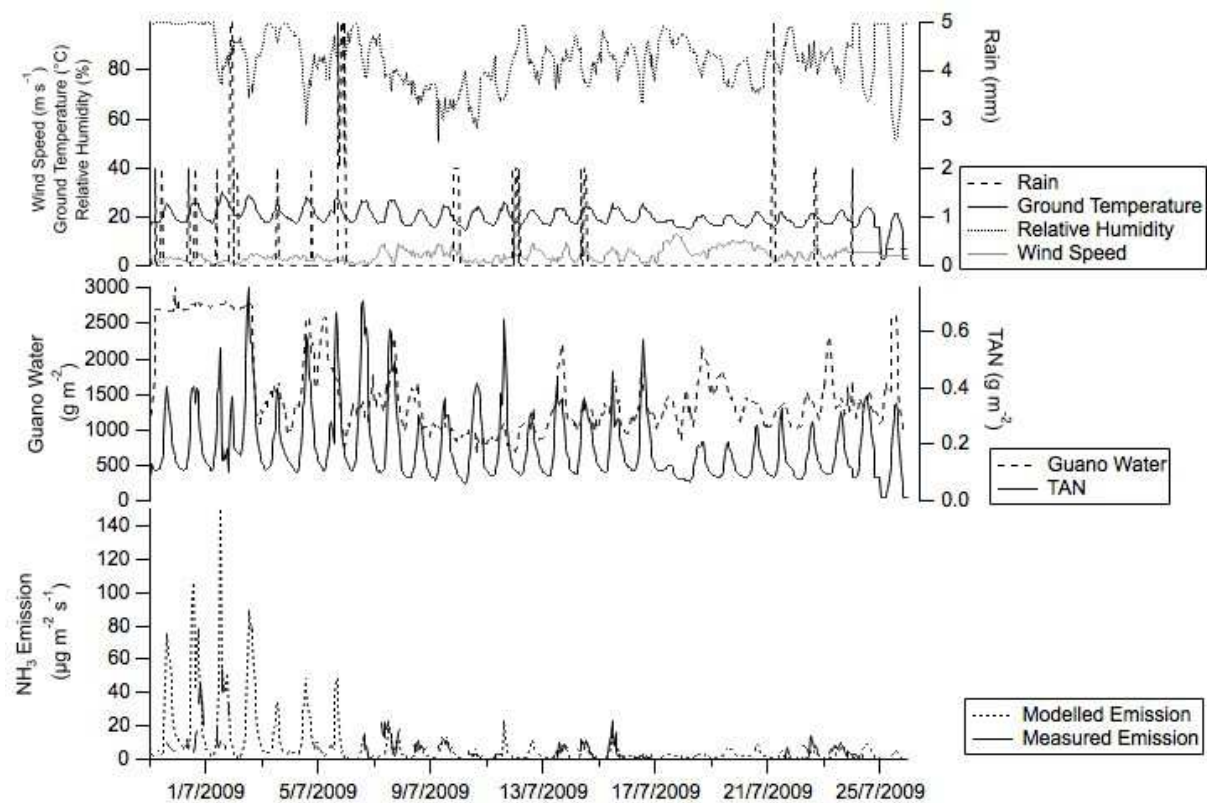 Wind Speed (m s⁻¹)
Ground Temperature (°C)
Relative Humidity (%)
80
60
40
20
0
5
4
3
2
1
0
Rain (mm)
Rain
Ground Temperature
Relative Humidity
Wind Speed
Guano Water
(g m⁻²)
3000
2500
2000
1500
1000
500
0
0.6
0.4
0.2
0.0
TAN (g m⁻²)
Guano Water
TAN
NH₃ Emission
(µg m⁻² s⁻¹)
140
120
100
80
60
40
20
0
Modelled Emission
Measured Emission
1/7/2009 5/7/2009 9/7/2009 13/7/2009 17/7/2009 21/7/2009 25/7/2009